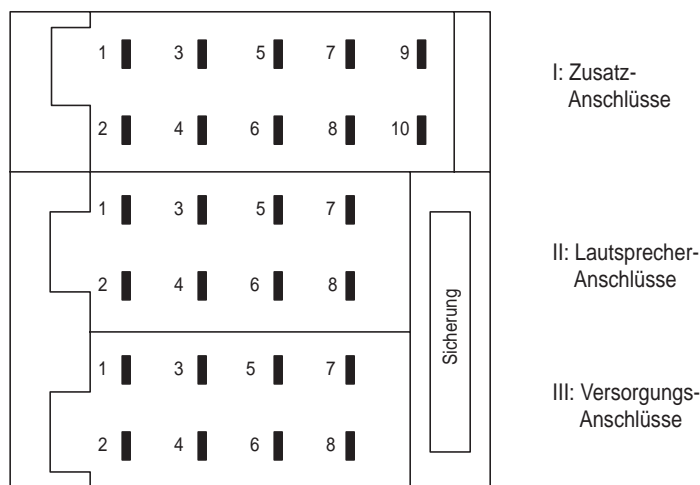 1 3 5 7 9
2 4 6 8 10
I: Zusatz-
Anschlüsse
1 3 5 7
2 4 6 8
II: Lautsprecher-
Anschlüsse
Sicherung
1 3 5 7
2 4 6 8
III: Versorgungs-
Anschlüsse